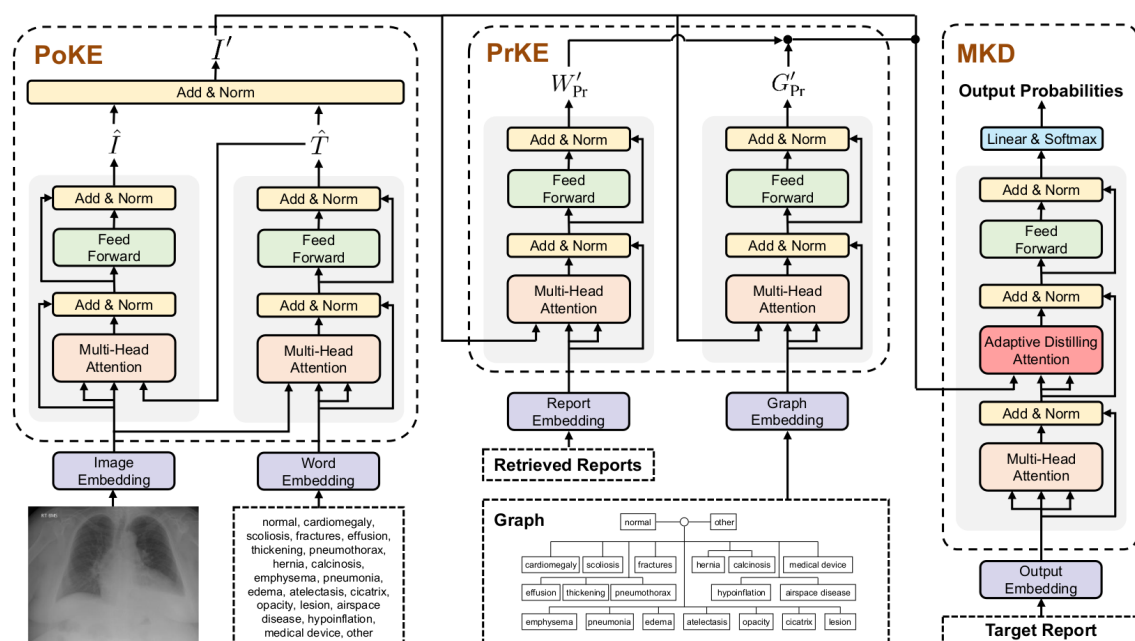 PoKE
I′
Add & Norm
Î
T̂
Add & Norm
Feed
Forward
Add & Norm
Multi-Head
Attention
Add & Norm
Feed
Forward
Add & Norm
Multi-Head
Attention
Image
Embedding
Word
Embedding
normal, cardiomegaly,
scoliosis, fractures, effusion,
thickening, pneumothorax,
hernia, calcinosis,
emphysema, pneumonia,
edema, atelectasis, cicatrix,
opacity, lesion, airspace
disease, hypoinflation,
medical device, other
PrKE
W′Pr
G′Pr
Add & Norm
Feed
Forward
Add & Norm
Multi-Head
Attention
Add & Norm
Feed
Forward
Add & Norm
Multi-Head
Attention
Report
Embedding
Graph
Embedding
Retrieved Reports
Graph
normal
other
cardiomegaly
scoliosis
fractures
hernia
calcinosis
medical device
effusion
thickening
pneumothorax
hypoinflation
airspace disease
emphysema
pneumonia
edema
atelectasis
opacity
cicatrix
lesion
MKD
Output Probabilities
Linear & Softmax
Add & Norm
Feed
Forward
Add & Norm
Adaptive Distilling
Attention
Add & Norm
Multi-Head
Attention
Output
Embedding
Target Report